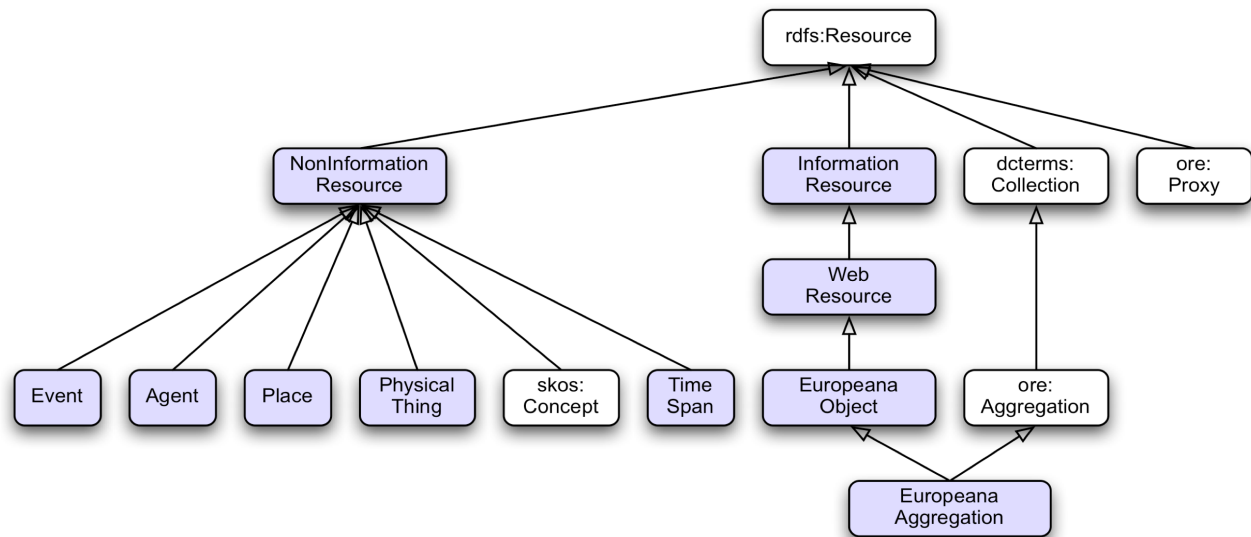 rdfs:Resource
NonInformation
Resource
Information
Resource
dcterms:
Collection
ore:
Proxy
Web
Resource
Event
Agent
Place
Physical
Thing
skos:
Concept
Time
Span
Europeana
Object
ore:
Aggregation
Europeana
Aggregation